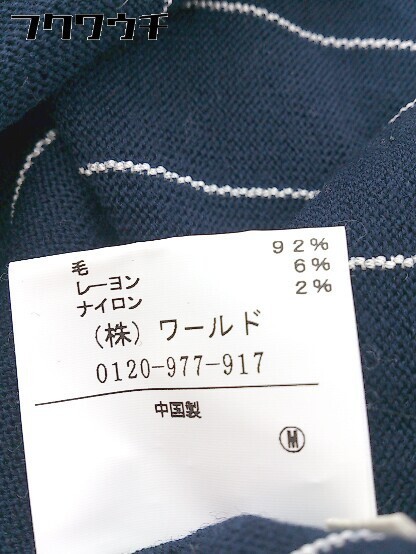 フクワウチ
毛 92%
レーヨン 6%
ナイロン 2%
(株) ワールド
0120-977-917
中国製
M